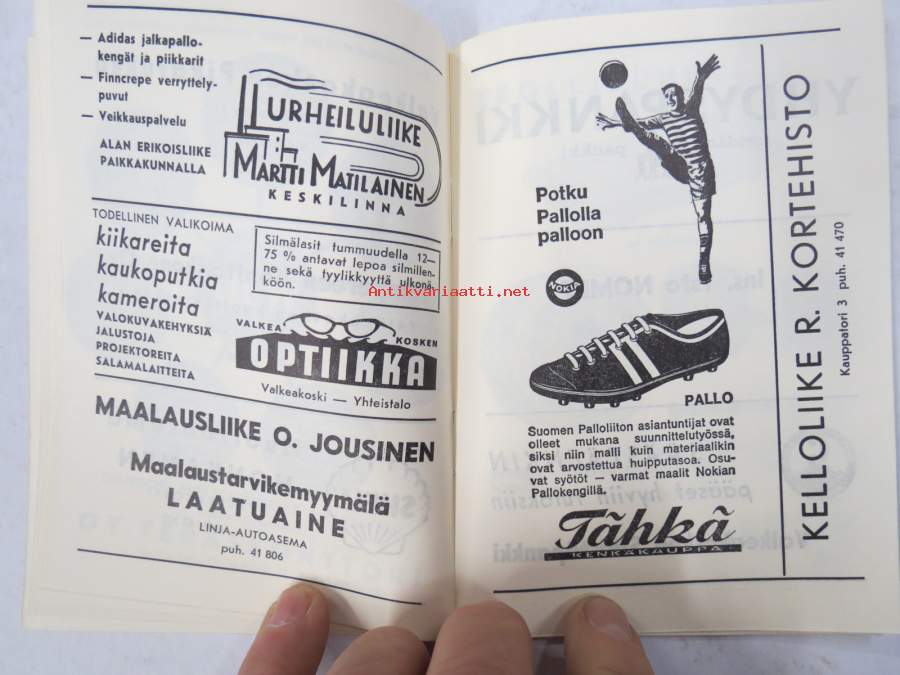 — Adidas jalkapallo-
kengät ja piikkarit
— Finncrepe verryttely-
puvut
— Veikkauspalvelu
ALAN ERIKOISLIIKE
PAIKKAKUNNALLA
URHEILULIIKE
MARTTI MATILAINEN
KESKILINNA
TODELLINEN VALIKOIMA
kiikareita
kaukoputkia
kameroita
VALOKUVAKEHYKSIÄ
JALUSTOJA
PROJEKTOREITA
SALAMALAITTEITA
Silmälasit tummuudella 12—
75 % antavat lepoa silmillen-
ne sekä tyylikkyyttä ulkonä-
köön.
VALKEA KOSKEN
OPTIIKKA
Valkeakoski — Yhteistalo
MAALAUSLIIKE O. JOUSINEN
Maalaustarvikemyymälä
LAATUAINE
LINJA-AUTOASEMA
puh. 41 806
Potku
Pallolla
palloon
NOKIA
PALLO
Suomen Palloliiton asiantuntijat ovat
olleet mukana suunnittelutyössä,
siksi niin malli kuin materiaalikin
ovat arvostettua huipputasoa. Osu-
vat syötöt – varmat maalit Nokian
Pallokengillä.
Tähkä
KENKÄKAUPPA
KELLOLIIKE R. KORTEHISTO
Kauppatori 3 puh. 41 470
Antikvariaatti.net